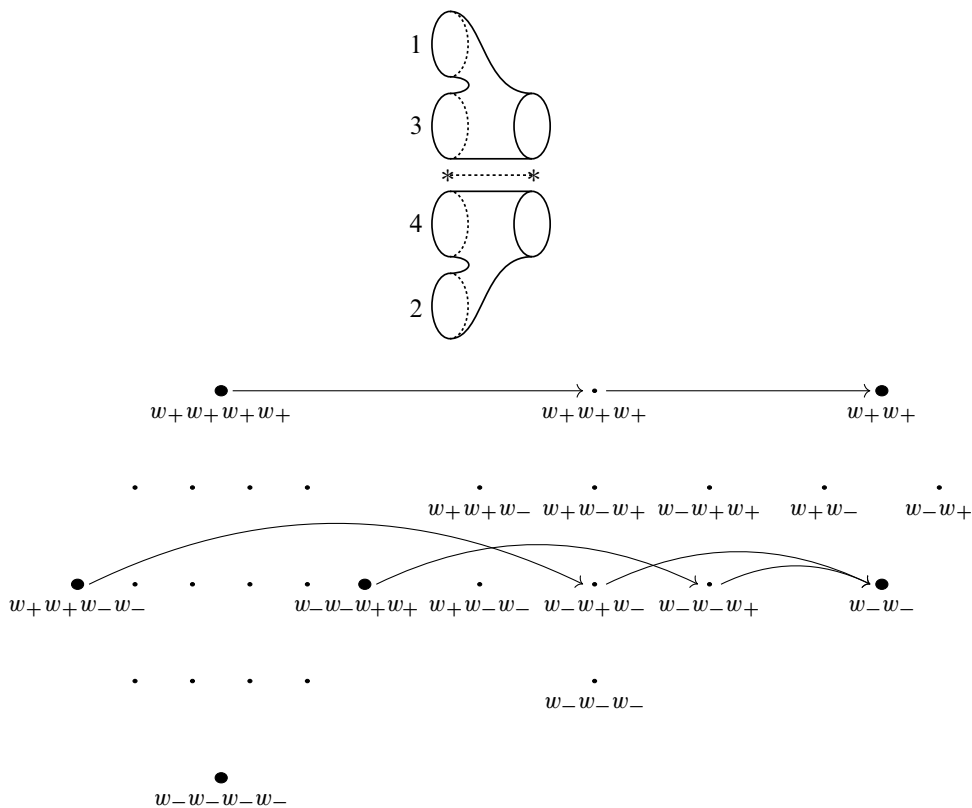 1
3
* *
4
2
w₊w₊w₊w₊ w₊w₊w₊ w₊w₊
w₊w₊w₋ w₊w₋w₊ w₋w₊w₊ w₊w₋ w₋w₊
w₊w₊w₋w₋ w₋w₋w₊w₊ w₊w₋w₋ w₋w₊w₋ w₋w₋w₊ w₋w₋
w₋w₋w₋
w₋w₋w₋w₋